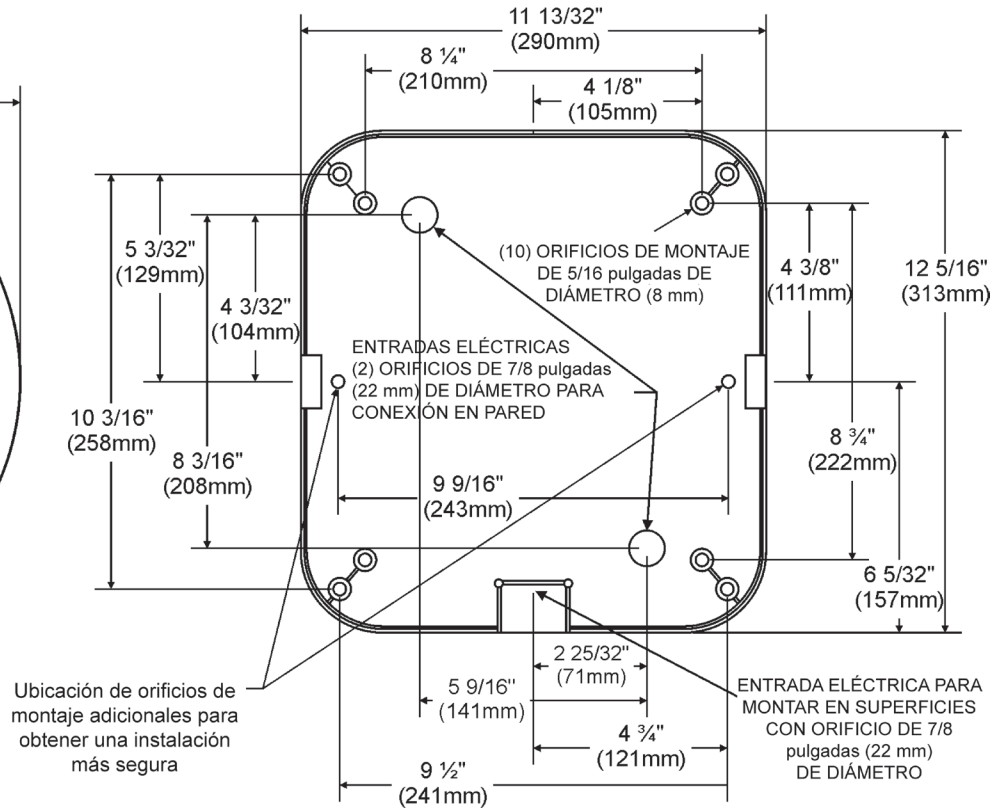 11 13/32"
(290mm)
8 ¼"
(210mm)
4 1/8"
(105mm)
5 3/32"
(129mm)
4 3/32"
(104mm)
(10) ORIFICIOS DE MONTAJE
DE 5/16 pulgadas DE
DIÁMETRO (8 mm)
4 3/8"
(111mm)
12 5/16"
(313mm)
ENTRADAS ELÉCTRICAS
(2) ORIFICIOS DE 7/8 pulgadas
(22 mm) DE DIÁMETRO PARA
CONEXIÓN EN PARED
10 3/16"
(258mm)
8 3/16"
(208mm)
9 9/16"
(243mm)
8 ¾"
(222mm)
6 5/32"
(157mm)
2 25/32"
(71mm)
5 9/16"
(141mm)
4 ¾"
(121mm)
9 ½"
(241mm)
Ubicación de orificios de
montaje adicionales para
obtener una instalación
más segura
ENTRADA ELÉCTRICA PARA
MONTAR EN SUPERFICIES
CON ORIFICIO DE 7/8
pulgadas (22 mm)
DE DIÁMETRO